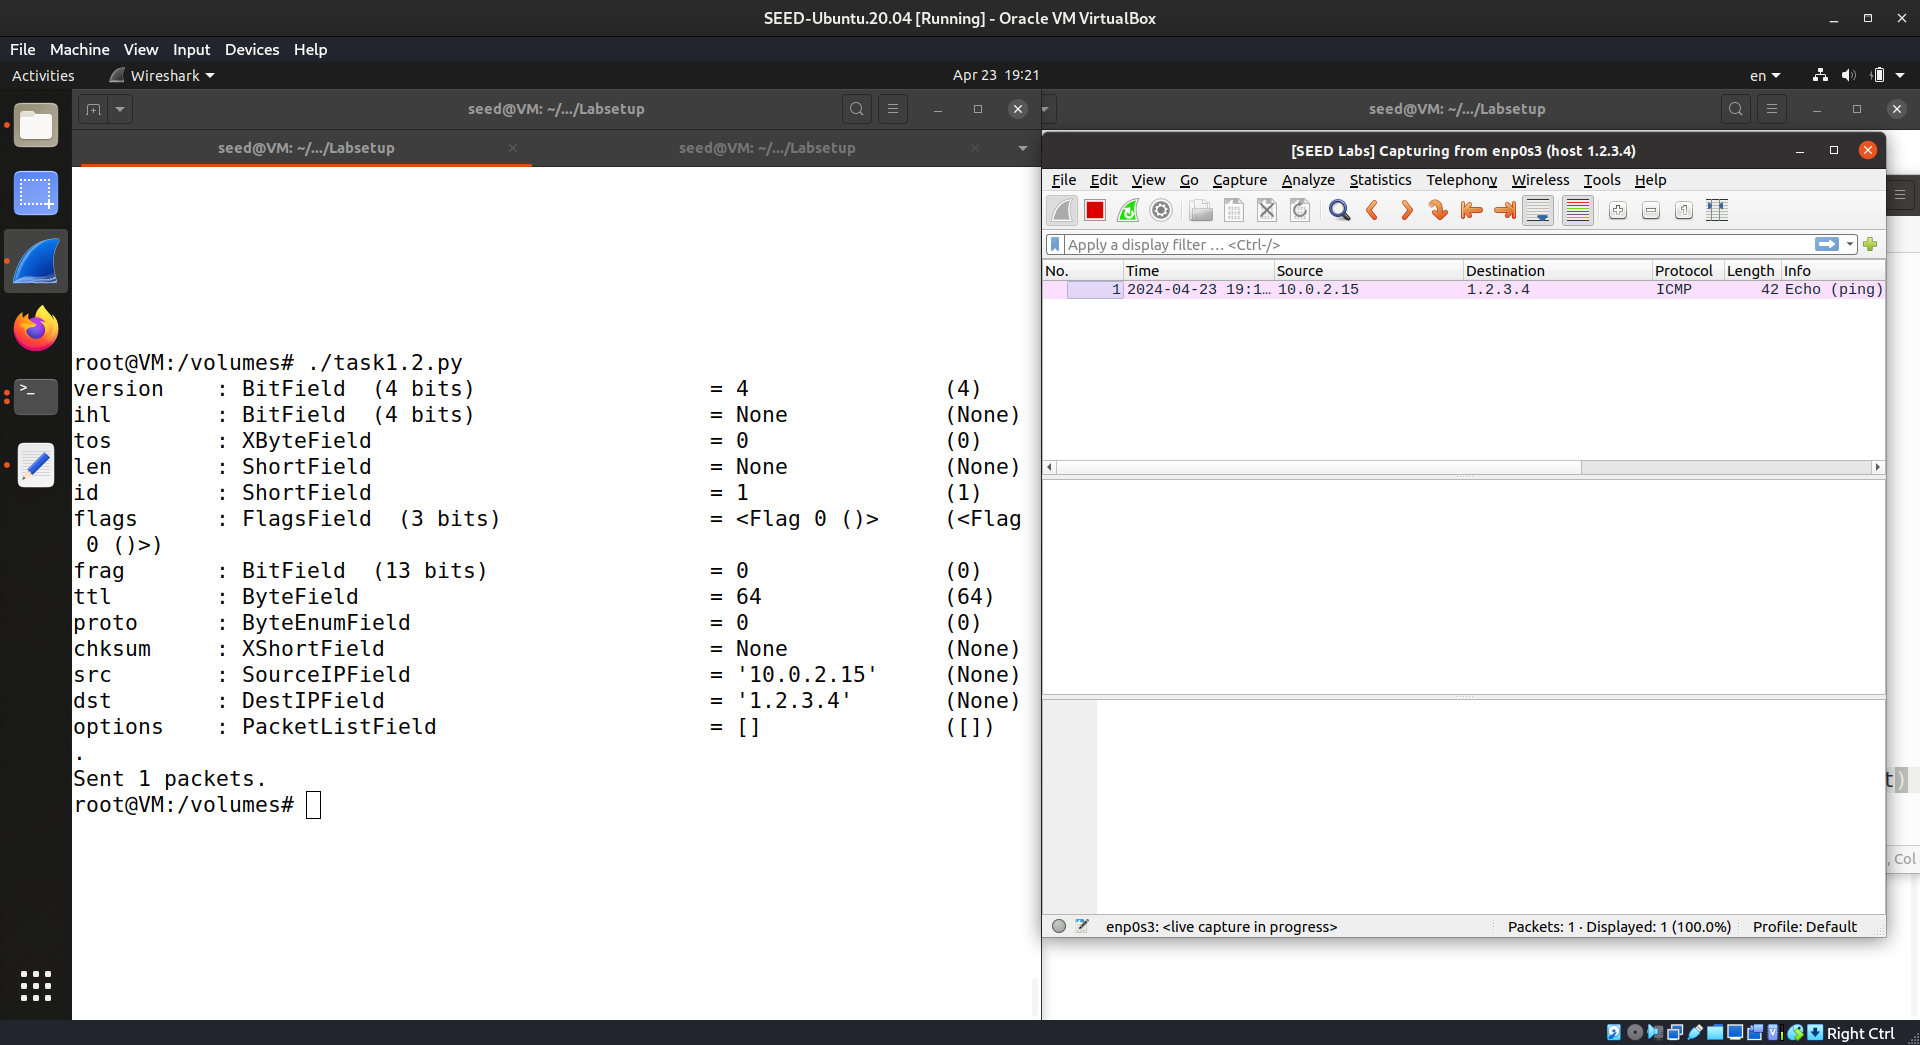 SEED-Ubuntu.20.04 [Running] - Oracle VM VirtualBox
File Machine View Input Devices Help
Activities Wireshark Apr 23 19:21 en
seed@VM: ~/.../Labsetup
seed@VM: ~/.../Labsetup seed@VM: ~/.../Labsetup
root@VM:/volumes# ./task1.2.py
version : BitField (4 bits) = 4 (4)
ihl : BitField (4 bits) = None (None)
tos : XByteField = 0 (0)
len : ShortField = None (None)
id : ShortField = 1 (1)
flags : FlagsField (3 bits) = <Flag 0 ()> (<Flag
0 ()>)
frag : BitField (13 bits) = 0 (0)
ttl : ByteField = 64 (64)
proto : ByteEnumField = 0 (0)
chksum : XShortField = None (None)
src : SourceIPField = '10.0.2.15' (None)
dst : DestIPField = '1.2.3.4' (None)
options : PacketListField = [] ([])
.
Sent 1 packets.
root@VM:/volumes#
seed@VM: ~/.../Labsetup
[SEED Labs] Capturing from enp0s3 (host 1.2.3.4)
File Edit View Go Capture Analyze Statistics Telephony Wireless Tools Help
Apply a display filter … <Ctrl-/>
No. Time Source Destination Protocol Length Info
1 2024-04-23 19:1… 10.0.2.15 1.2.3.4 ICMP 42 Echo (ping)
t)
, Col
enp0s3: <live capture in progress> Packets: 1 · Displayed: 1 (100.0%) Profile: Default
Right Ctrl